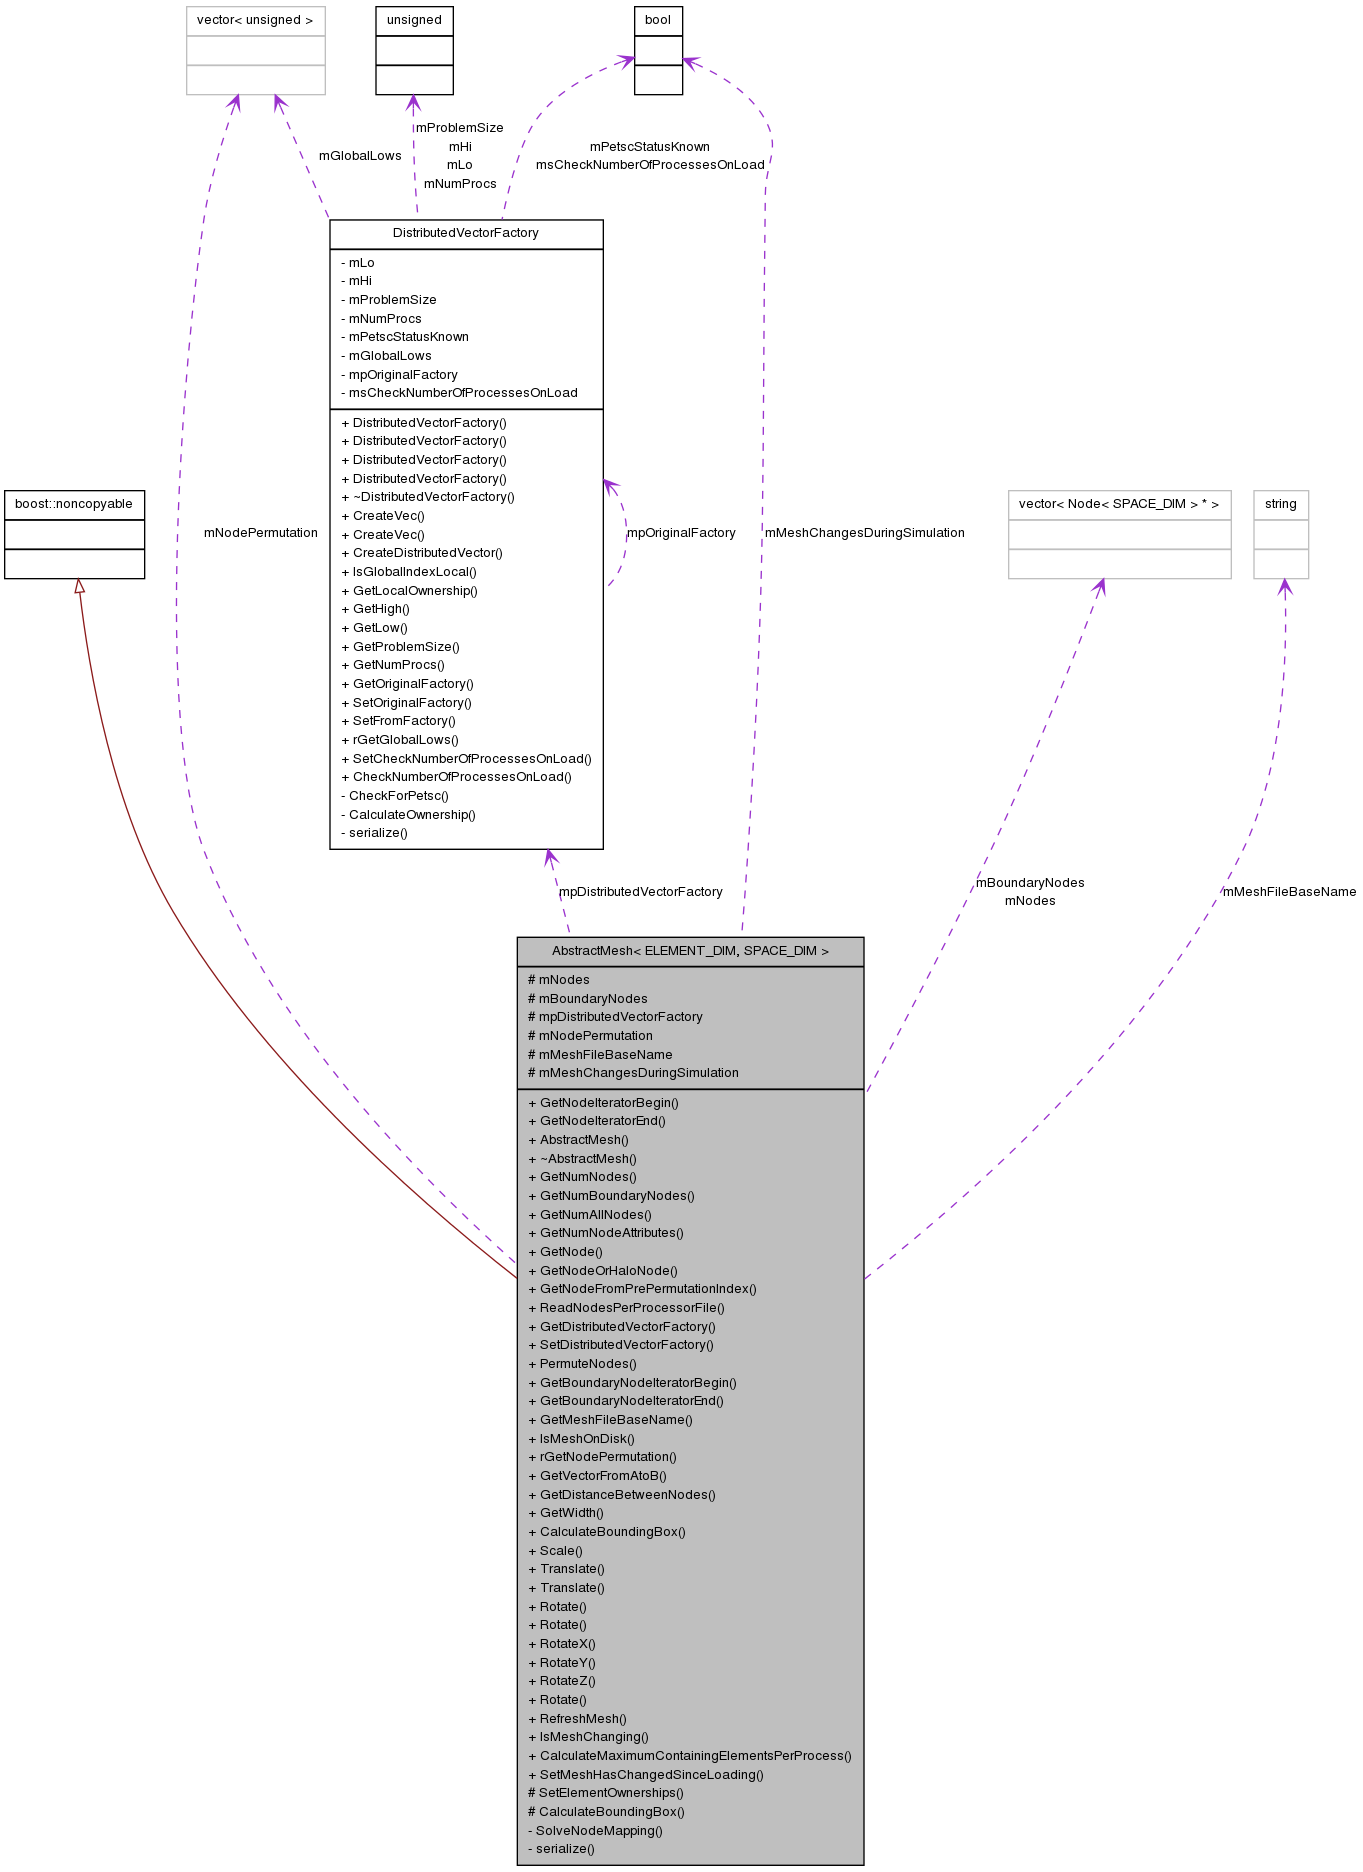 vector< unsigned >
unsigned
bool
mGlobalLows
mProblemSize
mHi
mLo
mNumProcs
mPetscStatusKnown
msCheckNumberOfProcessesOnLoad
DistributedVectorFactory
- mLo
- mHi
- mProblemSize
- mNumProcs
- mPetscStatusKnown
- mGlobalLows
- mpOriginalFactory
- msCheckNumberOfProcessesOnLoad
+ DistributedVectorFactory()
+ DistributedVectorFactory()
+ DistributedVectorFactory()
+ DistributedVectorFactory()
+ ~DistributedVectorFactory()
+ CreateVec()
+ CreateVec()
+ CreateDistributedVector()
+ IsGlobalIndexLocal()
+ GetLocalOwnership()
+ GetHigh()
+ GetLow()
+ GetProblemSize()
+ GetNumProcs()
+ GetOriginalFactory()
+ SetOriginalFactory()
+ SetFromFactory()
+ rGetGlobalLows()
+ SetCheckNumberOfProcessesOnLoad()
+ CheckNumberOfProcessesOnLoad()
- CheckForPetsc()
- CalculateOwnership()
- serialize()
boost::noncopyable
mNodePermutation
mpOriginalFactory
mMeshChangesDuringSimulation
vector< Node< SPACE_DIM > * >
string
mpDistributedVectorFactory
mBoundaryNodes
mNodes
mMeshFileBaseName
AbstractMesh< ELEMENT_DIM, SPACE_DIM >
# mNodes
# mBoundaryNodes
# mpDistributedVectorFactory
# mNodePermutation
# mMeshFileBaseName
# mMeshChangesDuringSimulation
+ GetNodeIteratorBegin()
+ GetNodeIteratorEnd()
+ AbstractMesh()
+ ~AbstractMesh()
+ GetNumNodes()
+ GetNumBoundaryNodes()
+ GetNumAllNodes()
+ GetNumNodeAttributes()
+ GetNode()
+ GetNodeOrHaloNode()
+ GetNodeFromPrePermutationIndex()
+ ReadNodesPerProcessorFile()
+ GetDistributedVectorFactory()
+ SetDistributedVectorFactory()
+ PermuteNodes()
+ GetBoundaryNodeIteratorBegin()
+ GetBoundaryNodeIteratorEnd()
+ GetMeshFileBaseName()
+ IsMeshOnDisk()
+ rGetNodePermutation()
+ GetVectorFromAtoB()
+ GetDistanceBetweenNodes()
+ GetWidth()
+ CalculateBoundingBox()
+ Scale()
+ Translate()
+ Translate()
+ Rotate()
+ Rotate()
+ RotateX()
+ RotateY()
+ RotateZ()
+ Rotate()
+ RefreshMesh()
+ IsMeshChanging()
+ CalculateMaximumContainingElementsPerProcess()
+ SetMeshHasChangedSinceLoading()
# SetElementOwnerships()
# CalculateBoundingBox()
- SolveNodeMapping()
- serialize()